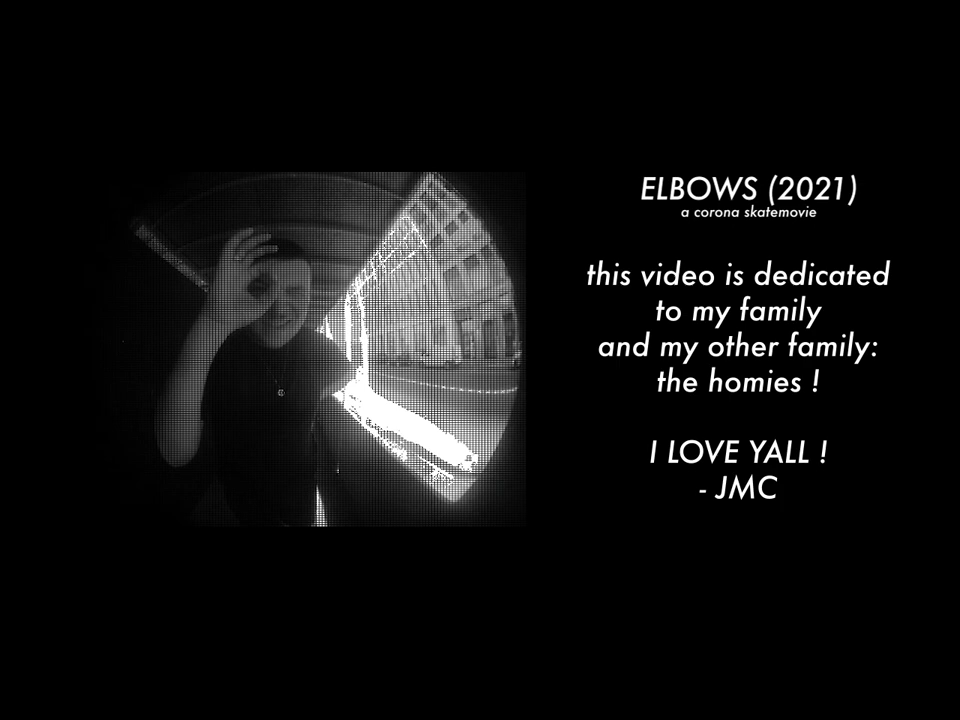 ELBOWS (2021)
a corona skatemovie
this video is dedicated
to my family
and my other family:
the homies !
I LOVE YALL !
- JMC